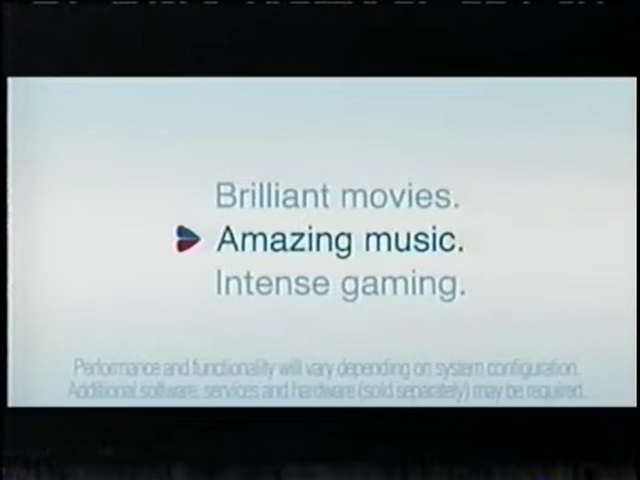 Brilliant movies.
Amazing music.
Intense gaming.
Performance and functionality will vary depending on system configuration.
Additional software, services and hardware (sold separately) may be required.